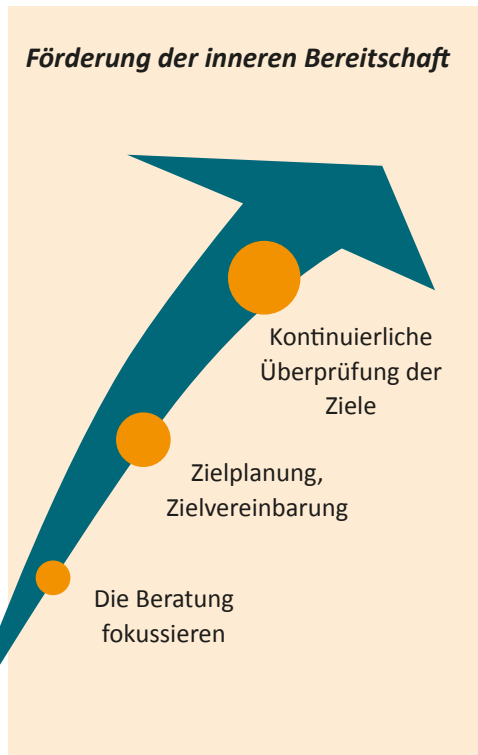 Förderung der inneren Bereitschaft
Kontinuierliche
Überprüfung der
Ziele
Zielplanung,
Zielvereinbarung
Die Beratung
fokussieren